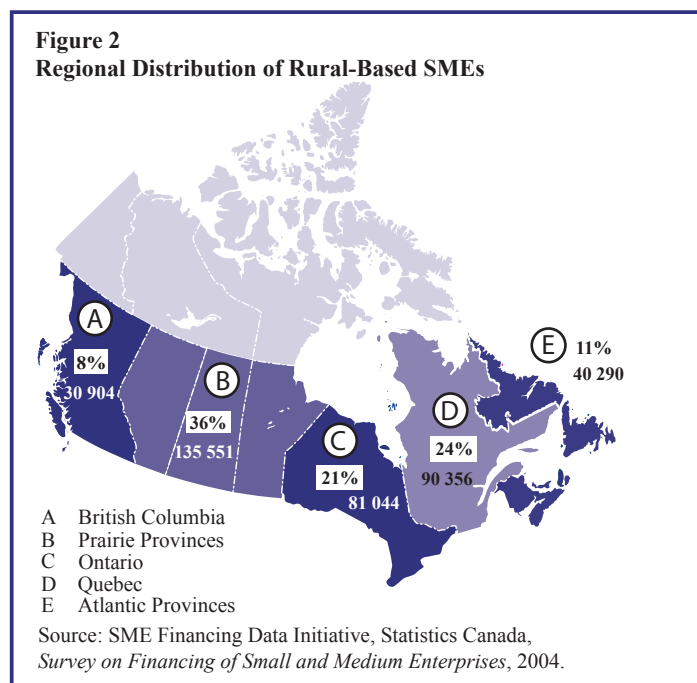 Figure 2
Regional Distribution of Rural-Based SMEs
A
8%
30 904
B
36%
135 551
C
21%
81 044
D
24%
90 356
E
11%
40 290
A British Columbia
B Prairie Provinces
C Ontario
D Quebec
E Atlantic Provinces
Source: SME Financing Data Initiative, Statistics Canada,
Survey on Financing of Small and Medium Enterprises, 2004.